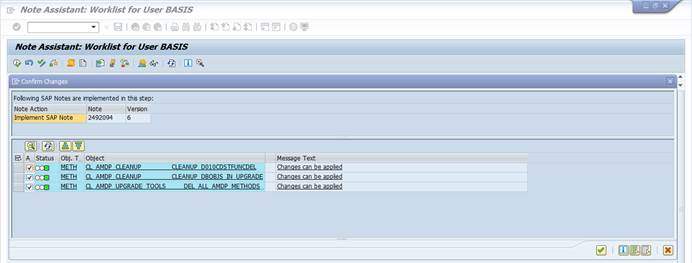 Note Assistant: Worklist for User BASIS
Note Assistant: Worklist for User BASIS
Confirm Changes
Following SAP Notes are implemented in this step:
Note Action Note Version
Implement SAP Note 2492094 6
A Status Obj. T Object Message Text
METH CL_AMDP_CLEANUP CLEANUP_D010CDSTFUNCDEL Changes can be applied
METH CL_AMDP_CLEANUP CLEANUP_DBOBJS_IN_UPGRADE Changes can be applied
METH CL_AMDP_UPGRADE_TOOLS DEL_ALL_AMDP_METHODS Changes can be applied